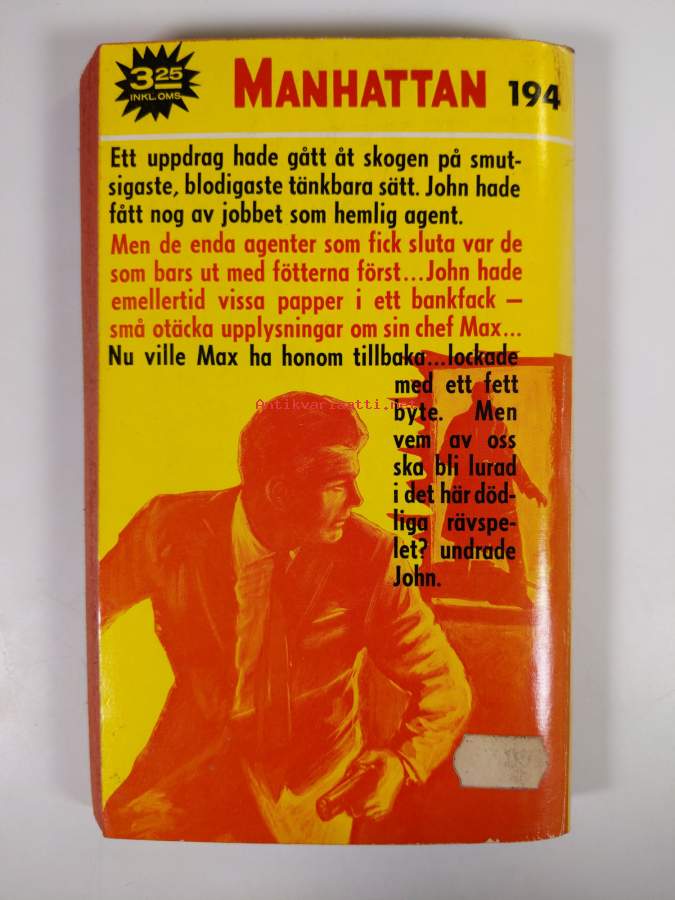 3.25
INKL. OMS
MANHATTAN 194
Ett uppdrag hade gått åt skogen på smut-
sigaste, blodigaste tänkbara sätt. John hade
fått nog av jobbet som hemlig agent.
Men de enda agenter som fick sluta var de
som bars ut med fötterna först...John hade
emellertid vissa papper i ett bankfack –
små otäcka upplysningar om sin chef Max...
Nu ville Max ha honom tillbaka...lockade
med ett fett
byte. Men
vem av oss
ska bli lurad
i det här död-
liga rävspe-
let? undrade
John.
Antikvariaatti.net